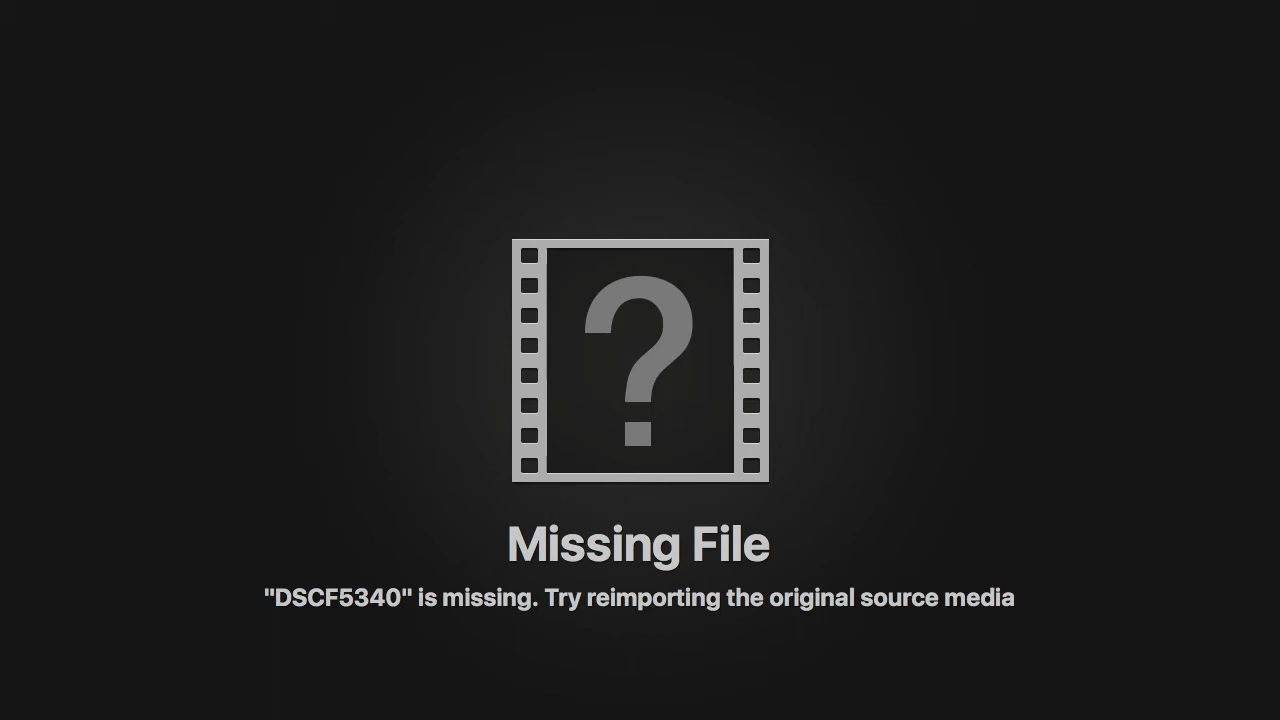 ?
Missing File
"DSCF5340" is missing. Try reimporting the original source media